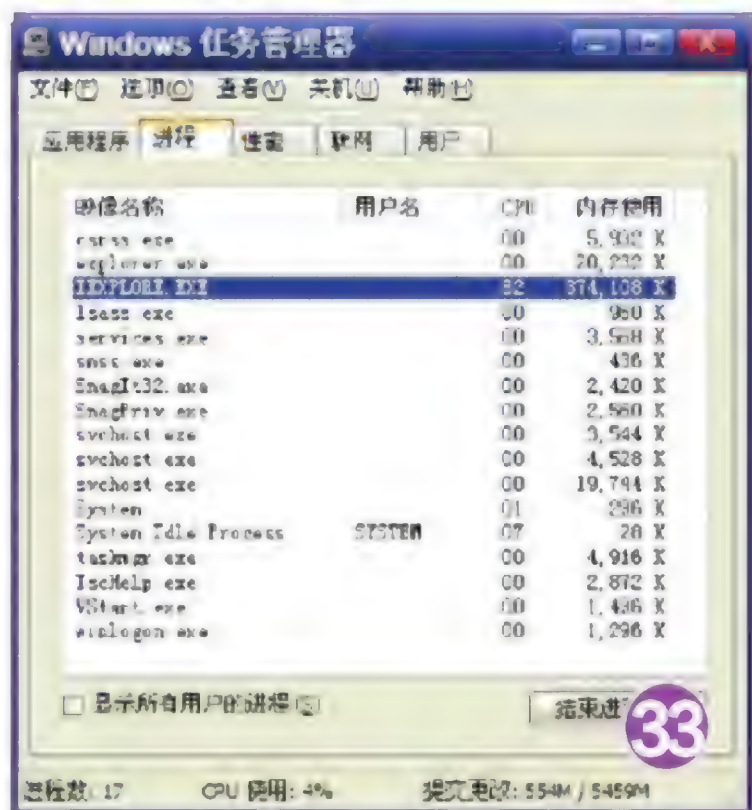 Windows 任务管理器
文件(F) 选项(O) 查看(V) 关机(U) 帮助(H)
应用程序 进程 性能 联网 用户
映像名称 用户名 CPU 内存使用
csrss.exe 00 5,932 K
explorer.exe 00 20,232 K
IEXPLORE.EXE 374,108 K
lsass.exe 00 960 K
services.exe 00 3,568 K
smss.exe 00 436 K
SnagIt32.exe 00 2,420 K
SnagPriv.exe 00 2,560 K
svchost.exe 00 3,544 K
svchost.exe 00 4,528 K
svchost.exe 00 19,744 K
System 01 296 K
System Idle Process SYSTEM 07 28 K
taskmgr.exe 00 4,916 K
TscHelp.exe 00 2,872 K
VStart.exe 00 1,436 K
winlogon.exe 00 1,296 K
显示所有用户的进程(S) 结束进
33
进程数: 17 CPU 使用: 4% 提交更改: 554M / 5459M